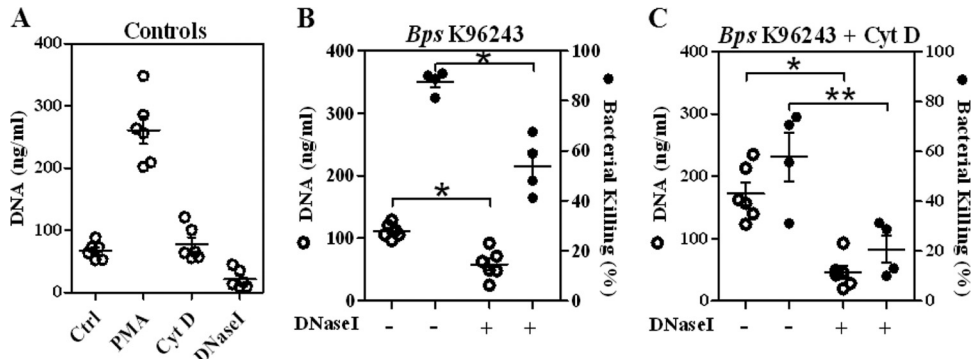 A
Controls
DNA (ng/ml)
400
300
200
100
0
Ctrl
PMA
Cyt D
DNaseI
B
Bps K96243
DNA (ng/ml)
400
300
200
100
0
*
*
100
80
60
40
20
0
Bacterial Killing (%)
DNaseI - - + +
C
Bps K96243 + Cyt D
DNA (ng/ml)
400
300
200
100
0
*
**
100
80
60
40
20
0
Bacterial Killing (%)
- - + +